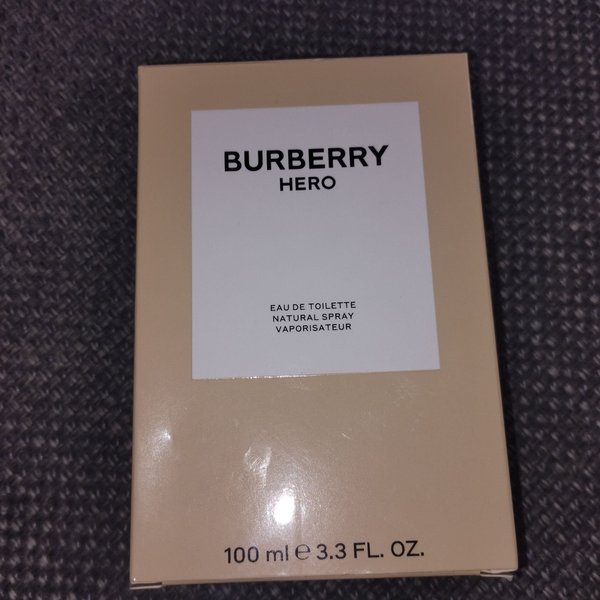 BURBERRY
HERO
EAU DE TOILETTE
NATURAL SPRAY
VAPORISATEUR
100 ml ℮ 3.3 FL. OZ.